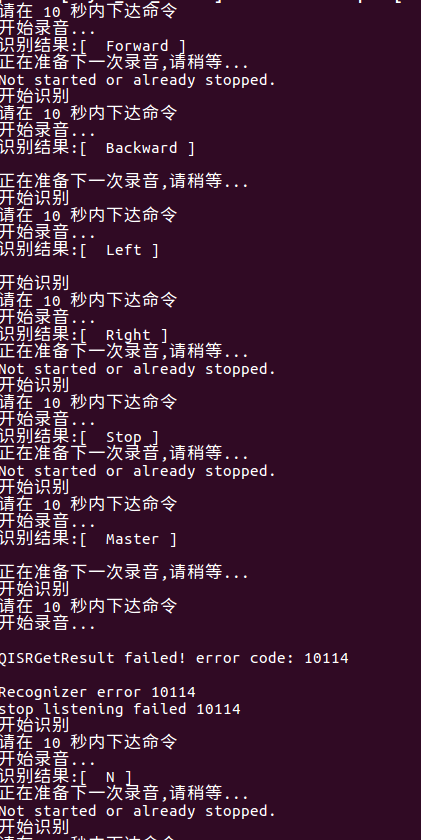 请在 10 秒内下达命令
开始录音...
识别结果:[  Forward ]
正在准备下一次录音,请稍等...
Not started or already stopped.
开始识别
请在 10 秒内下达命令
开始录音...
识别结果:[  Backward ]
正在准备下一次录音,请稍等...
开始识别
请在 10 秒内下达命令
开始录音...
识别结果:[  Left ]
开始识别
请在 10 秒内下达命令
开始录音...
识别结果:[  Right ]
正在准备下一次录音,请稍等...
Not started or already stopped.
开始识别
请在 10 秒内下达命令
开始录音...
识别结果:[  Stop ]
正在准备下一次录音,请稍等...
Not started or already stopped.
开始识别
请在 10 秒内下达命令
开始录音...
识别结果:[  Master ]
正在准备下一次录音,请稍等...
开始识别
请在 10 秒内下达命令
开始录音...
QISRGetResult failed! error code: 10114
Recognizer error 10114
stop listening failed 10114
开始识别
请在 10 秒内下达命令
开始录音...
识别结果:[  N ]
正在准备下一次录音,请稍等...
Not started or already stopped.
开始识别